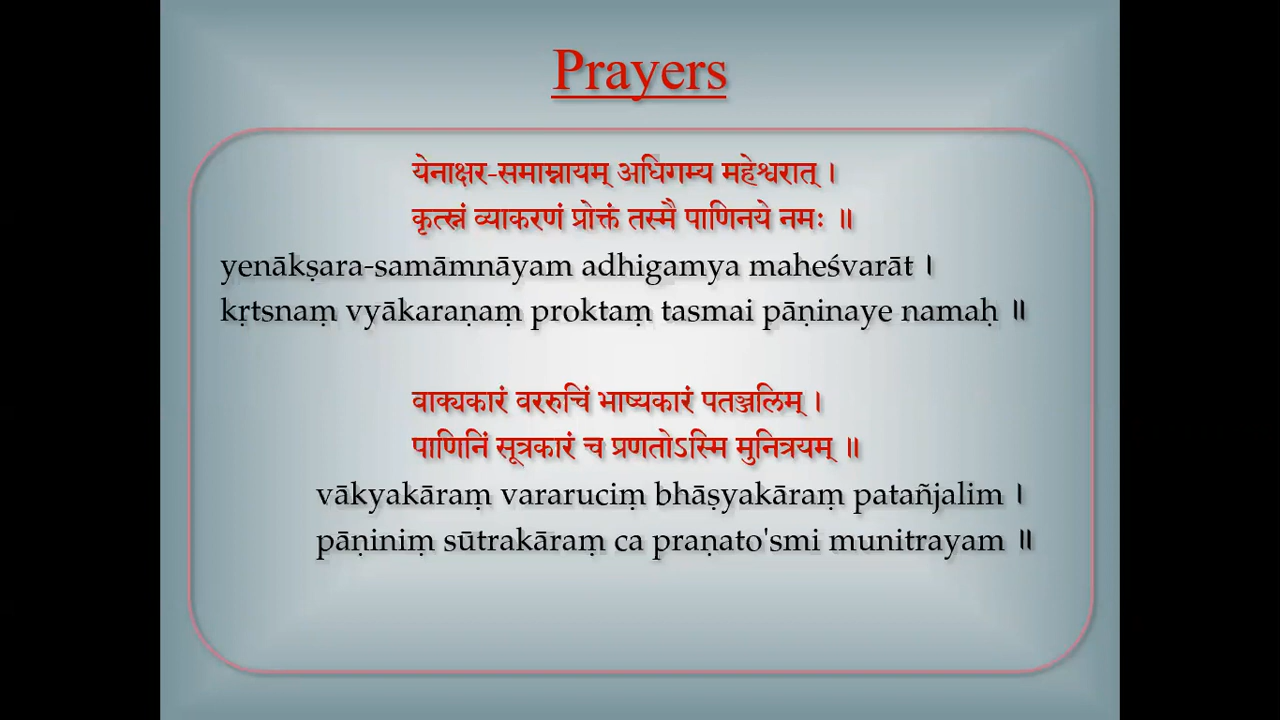 Prayers
येनाक्षर-समाम्नायम् अधिगम्य महेश्वरात् ।
कृत्स्नं व्याकरणं प्रोक्तं तस्मै पाणिनये नमः ॥
yenākṣara-samāmnāyam adhigamya maheśvarāt ।
kṛtsnaṃ vyākaraṇaṃ proktaṃ tasmai pāṇinaye namaḥ ॥
वाक्यकारं वररुचिं भाष्यकारं पतञ्जलिम् ।
पाणिनिं सूत्रकारं च प्रणतोऽस्मि मुनित्रयम् ॥
vākyakāraṃ vararuciṃ bhāṣyakāraṃ patañjalim ।
pāṇiniṃ sūtrakāraṃ ca praṇato'smi munitrayam ॥